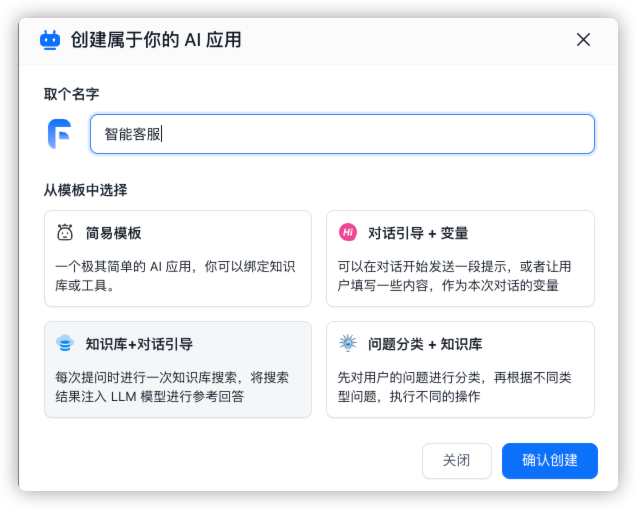 创建属于你的 AI 应用
取个名字
智能客服
从模板中选择
简易模板
一个极其简单的 AI 应用，你可以绑定知识
库或工具。
Hi
对话引导 + 变量
可以在对话开始发送一段提示，或者让用
户填写一些内容，作为本次对话的变量
知识库+对话引导
每次提问时进行一次知识库搜索，将搜索
结果注入 LLM 模型进行参考回答
问题分类 + 知识库
先对用户的问题进行分类，再根据不同类
型问题，执行不同的操作
关闭
确认创建